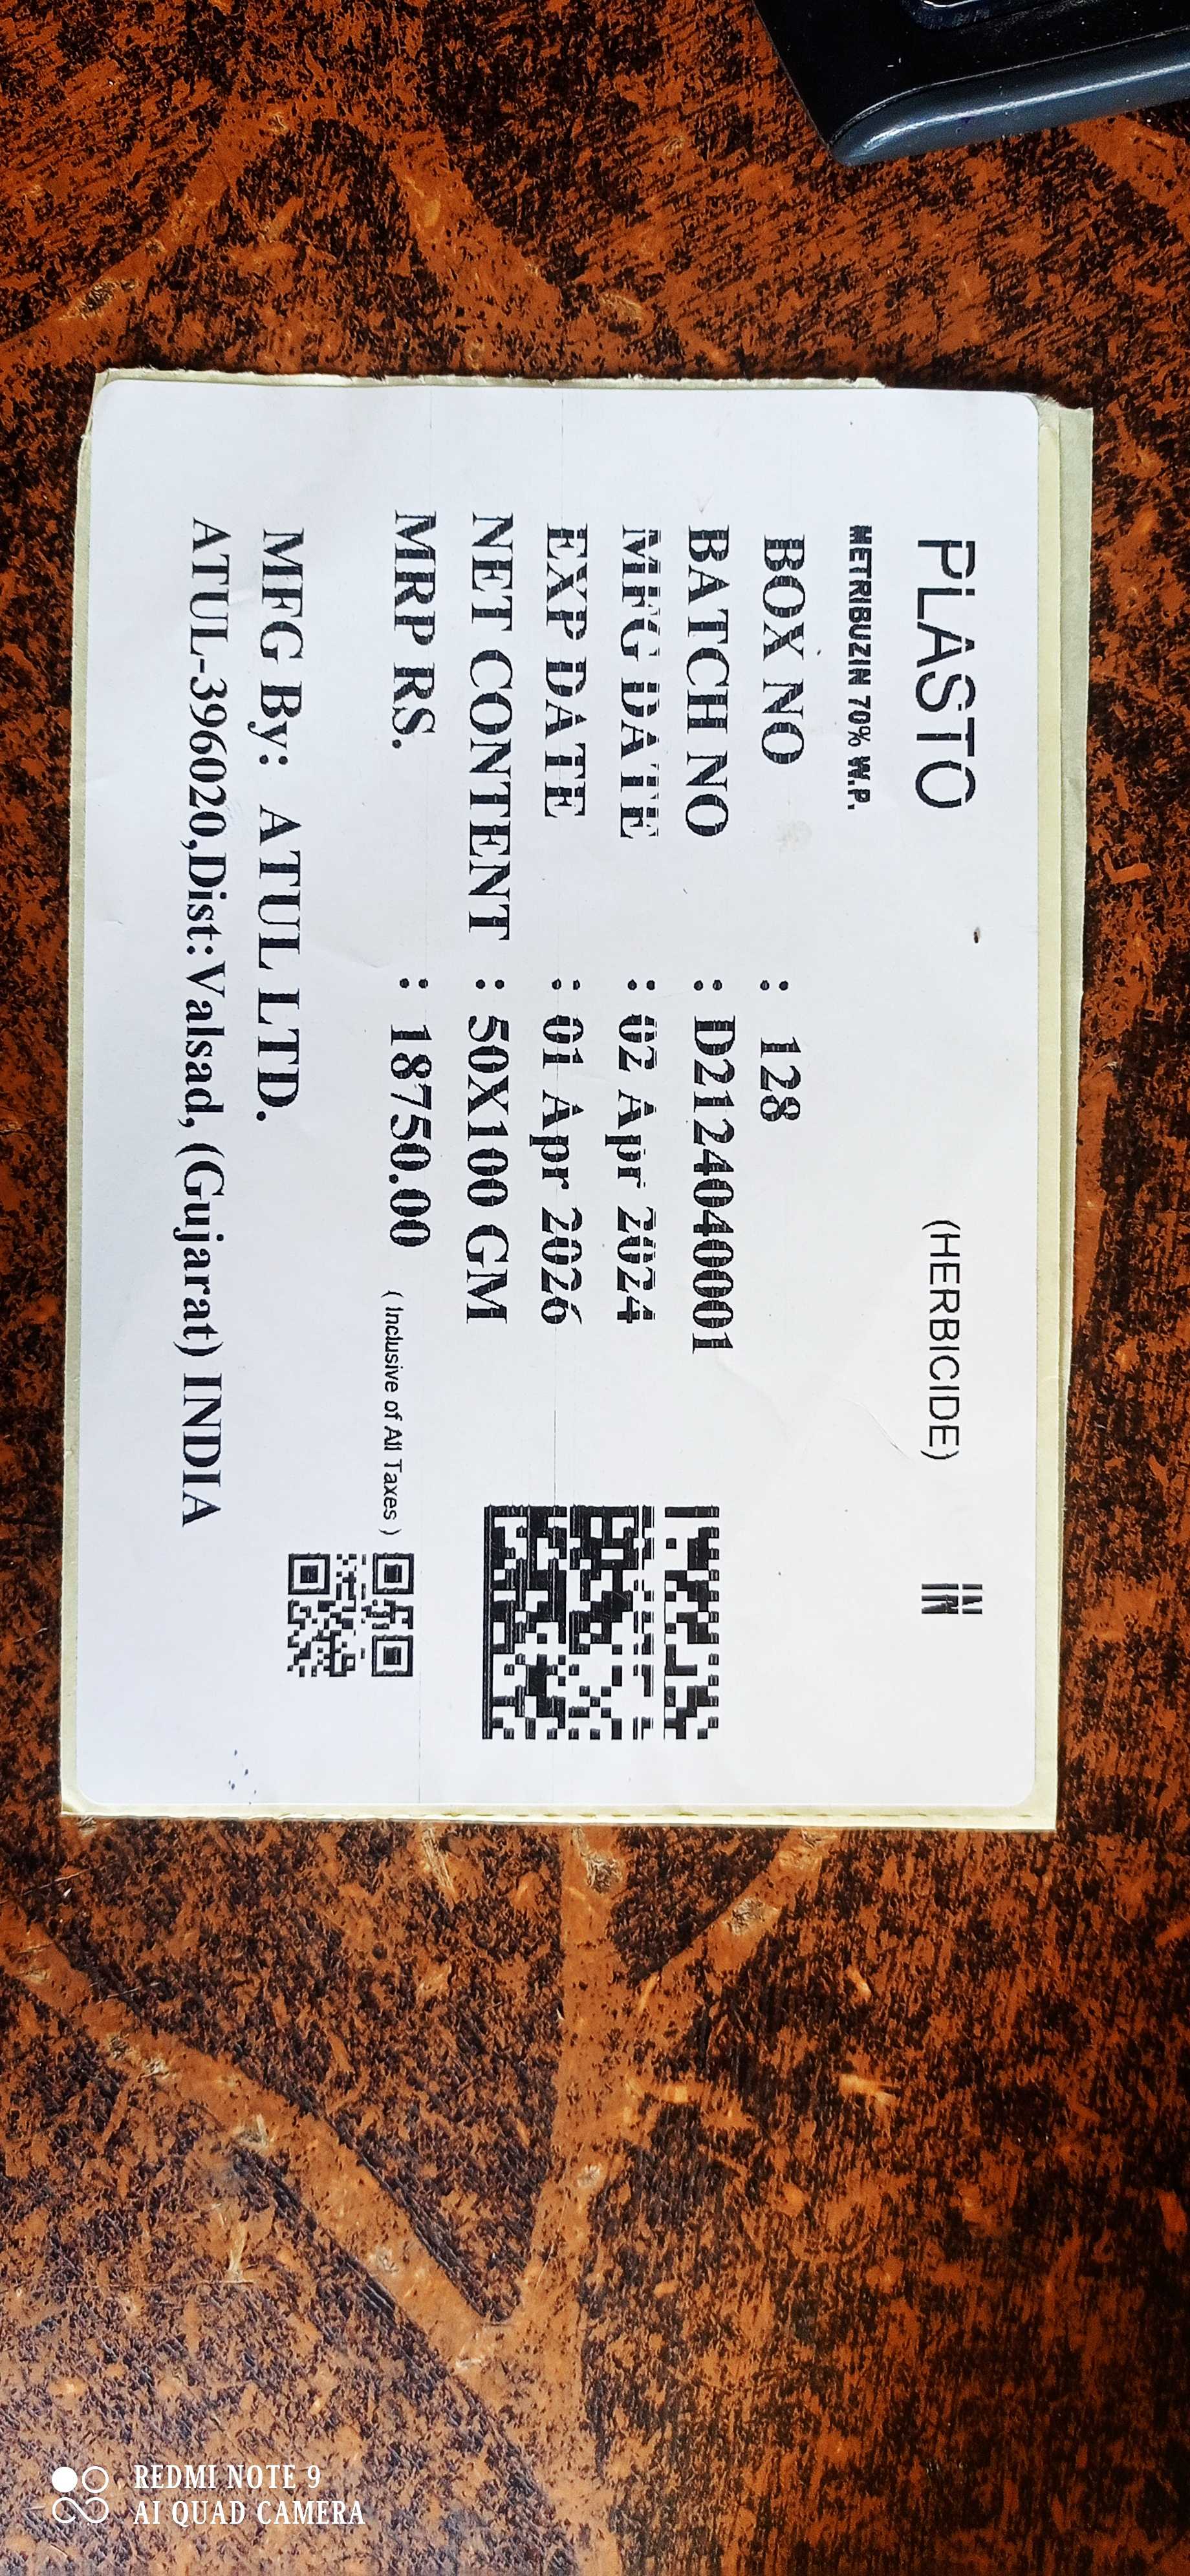 PLASTO (HERBICIDE) IN
METRIBUZIN 70% W.P.
BOX NO : 128
BATCH NO : D2124040001
MFG DATE : 02 Apr 2024
EXP DATE : 01 Apr 2026
NET CONTENT : 50X100 GM
MRP RS. : 18750.00 ( Inclusive of All Taxes )
MFG By: ATUL LTD.
ATUL-396020,Dist:Valsad, (Gujarat) INDIA
REDMI NOTE 9
AI QUAD CAMERA